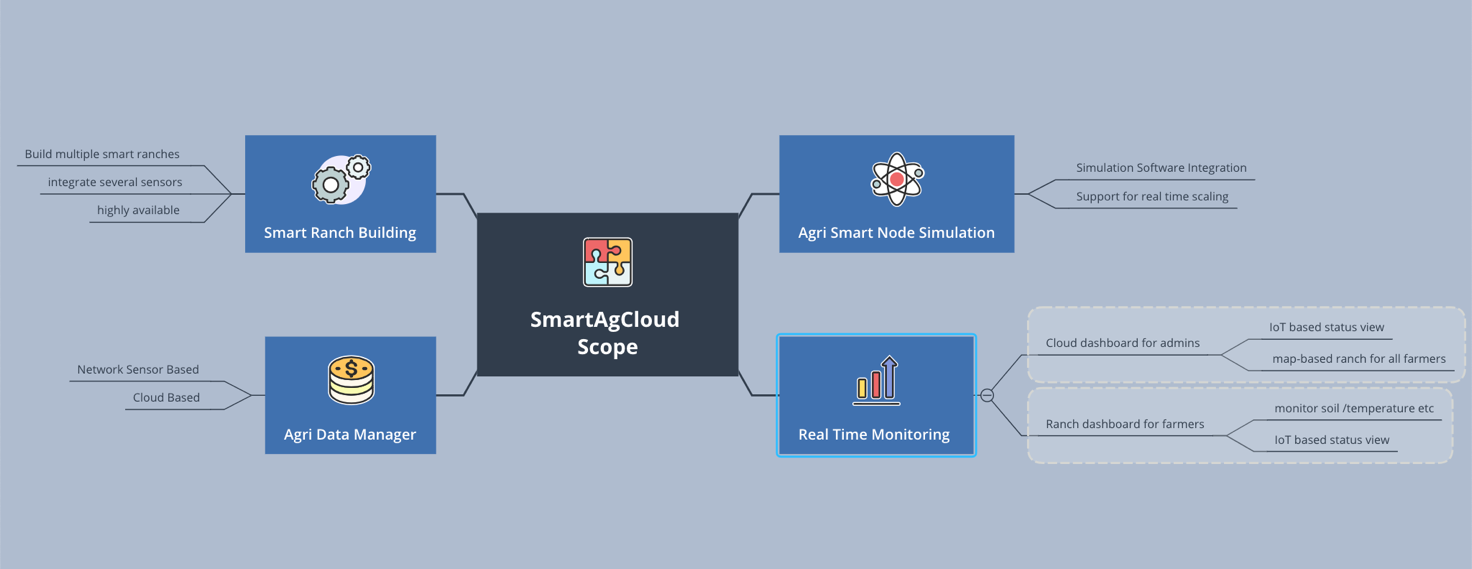 SmartAgCloud
Scope
Smart Ranch Building
Build multiple smart ranches
integrate several sensors
highly available
Agri Data Manager
Network Sensor Based
Cloud Based
Agri Smart Node Simulation
Simulation Software Integration
Support for real time scaling
Real Time Monitoring
Cloud dashboard for admins
IoT based status view
map-based ranch for all farmers
Ranch dashboard for farmers
monitor soil /temperature etc
IoT based status view